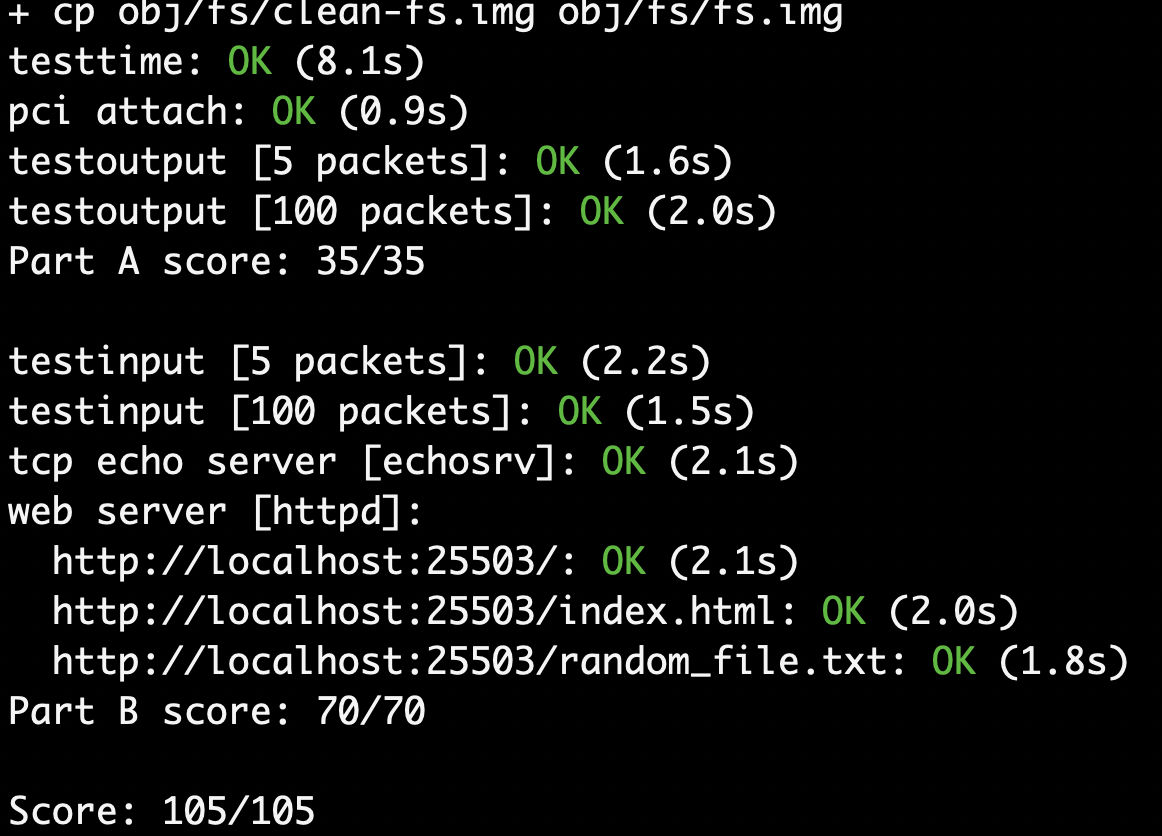 + cp obj/fs/clean-fs.img obj/fs/fs.img
testtime: OK (8.1s)
pci attach: OK (0.9s)
testoutput [5 packets]: OK (1.6s)
testoutput [100 packets]: OK (2.0s)
Part A score: 35/35
testinput [5 packets]: OK (2.2s)
testinput [100 packets]: OK (1.5s)
tcp echo server [echosrv]: OK (2.1s)
web server [httpd]:
  http://localhost:25503/: OK (2.1s)
  http://localhost:25503/index.html: OK (2.0s)
  http://localhost:25503/random_file.txt: OK (1.8s)
Part B score: 70/70
Score: 105/105